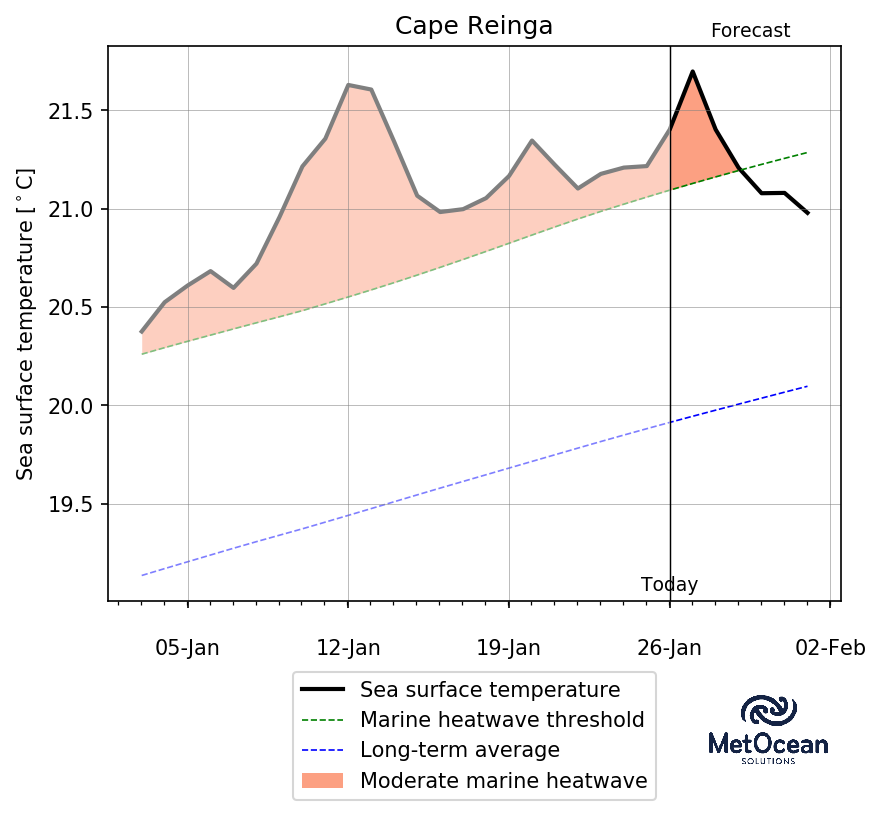 Cape Reinga
Forecast
Sea surface temperature [°C]
21.5
21.0
20.5
20.0
19.5
Today
05-Jan
12-Jan
19-Jan
26-Jan
02-Feb
Sea surface temperature
Marine heatwave threshold
Long-term average
Moderate marine heatwave
MetOcean
SOLUTIONS